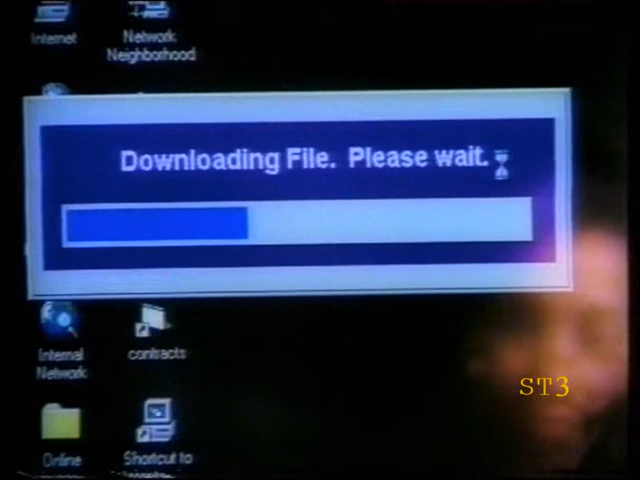 Internet
Network
Neighborhood
Downloading File. Please wait.
Internal
Network
contracts
ST3
Online
Shortcut to